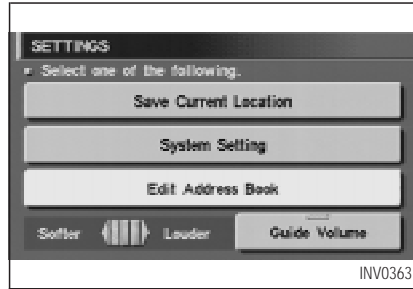 SETTINGS
Select one of the following.
Save Current Location
System Setting
Edit Address Book
Softer Louder Guide Volume
INV0363